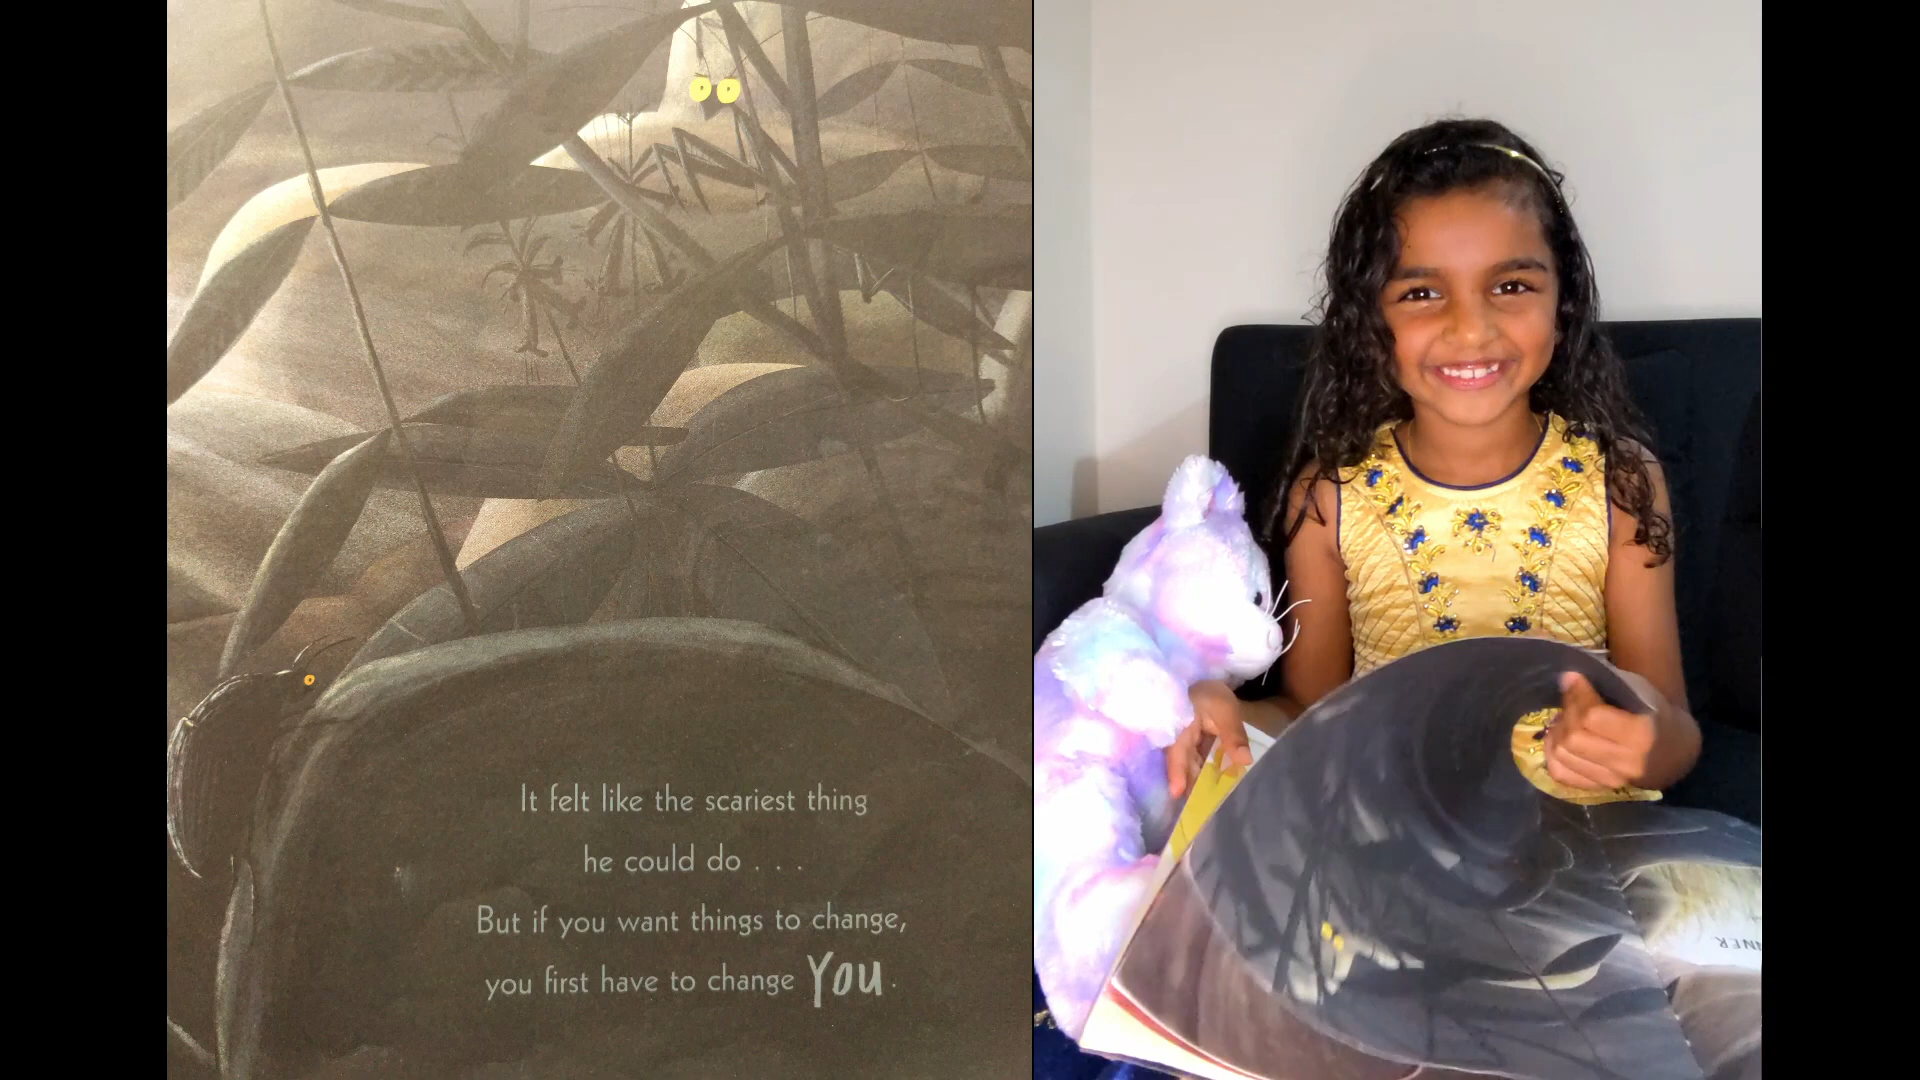 It felt like the scariest thing
he could do . . .
But if you want things to change,
you first have to change YOU.
NNER